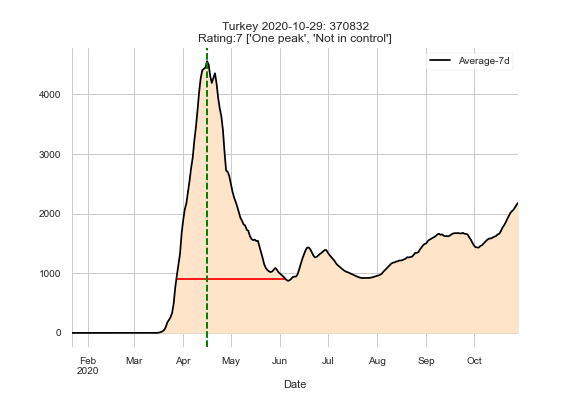 Turkey 2020-10-29: 370832
Rating:7 ['One peak', 'Not in control']
Average-7d
4000
3000
2000
1000
0
Feb Mar Apr May Jun Jul Aug Sep Oct
2020
Date